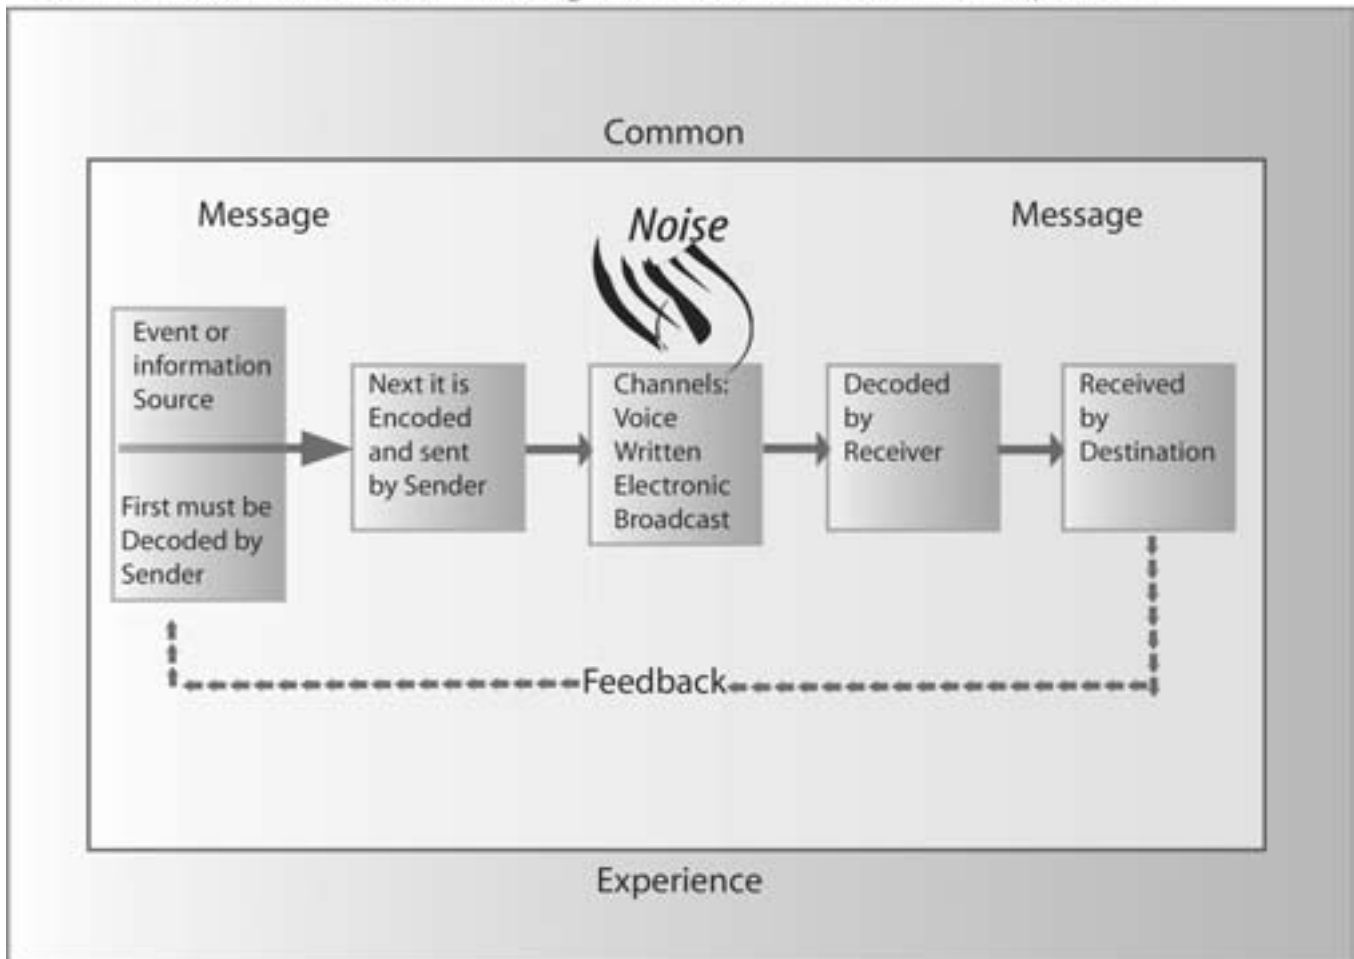 Common
Message
Noise
Message
Event or
information
Source
First must be
Decoded by
Sender
Next it is
Encoded
and sent
by Sender
Channels:
Voice
Written
Electronic
Broadcast
Decoded
by
Receiver
Received
by
Destination
Feedback
Experience